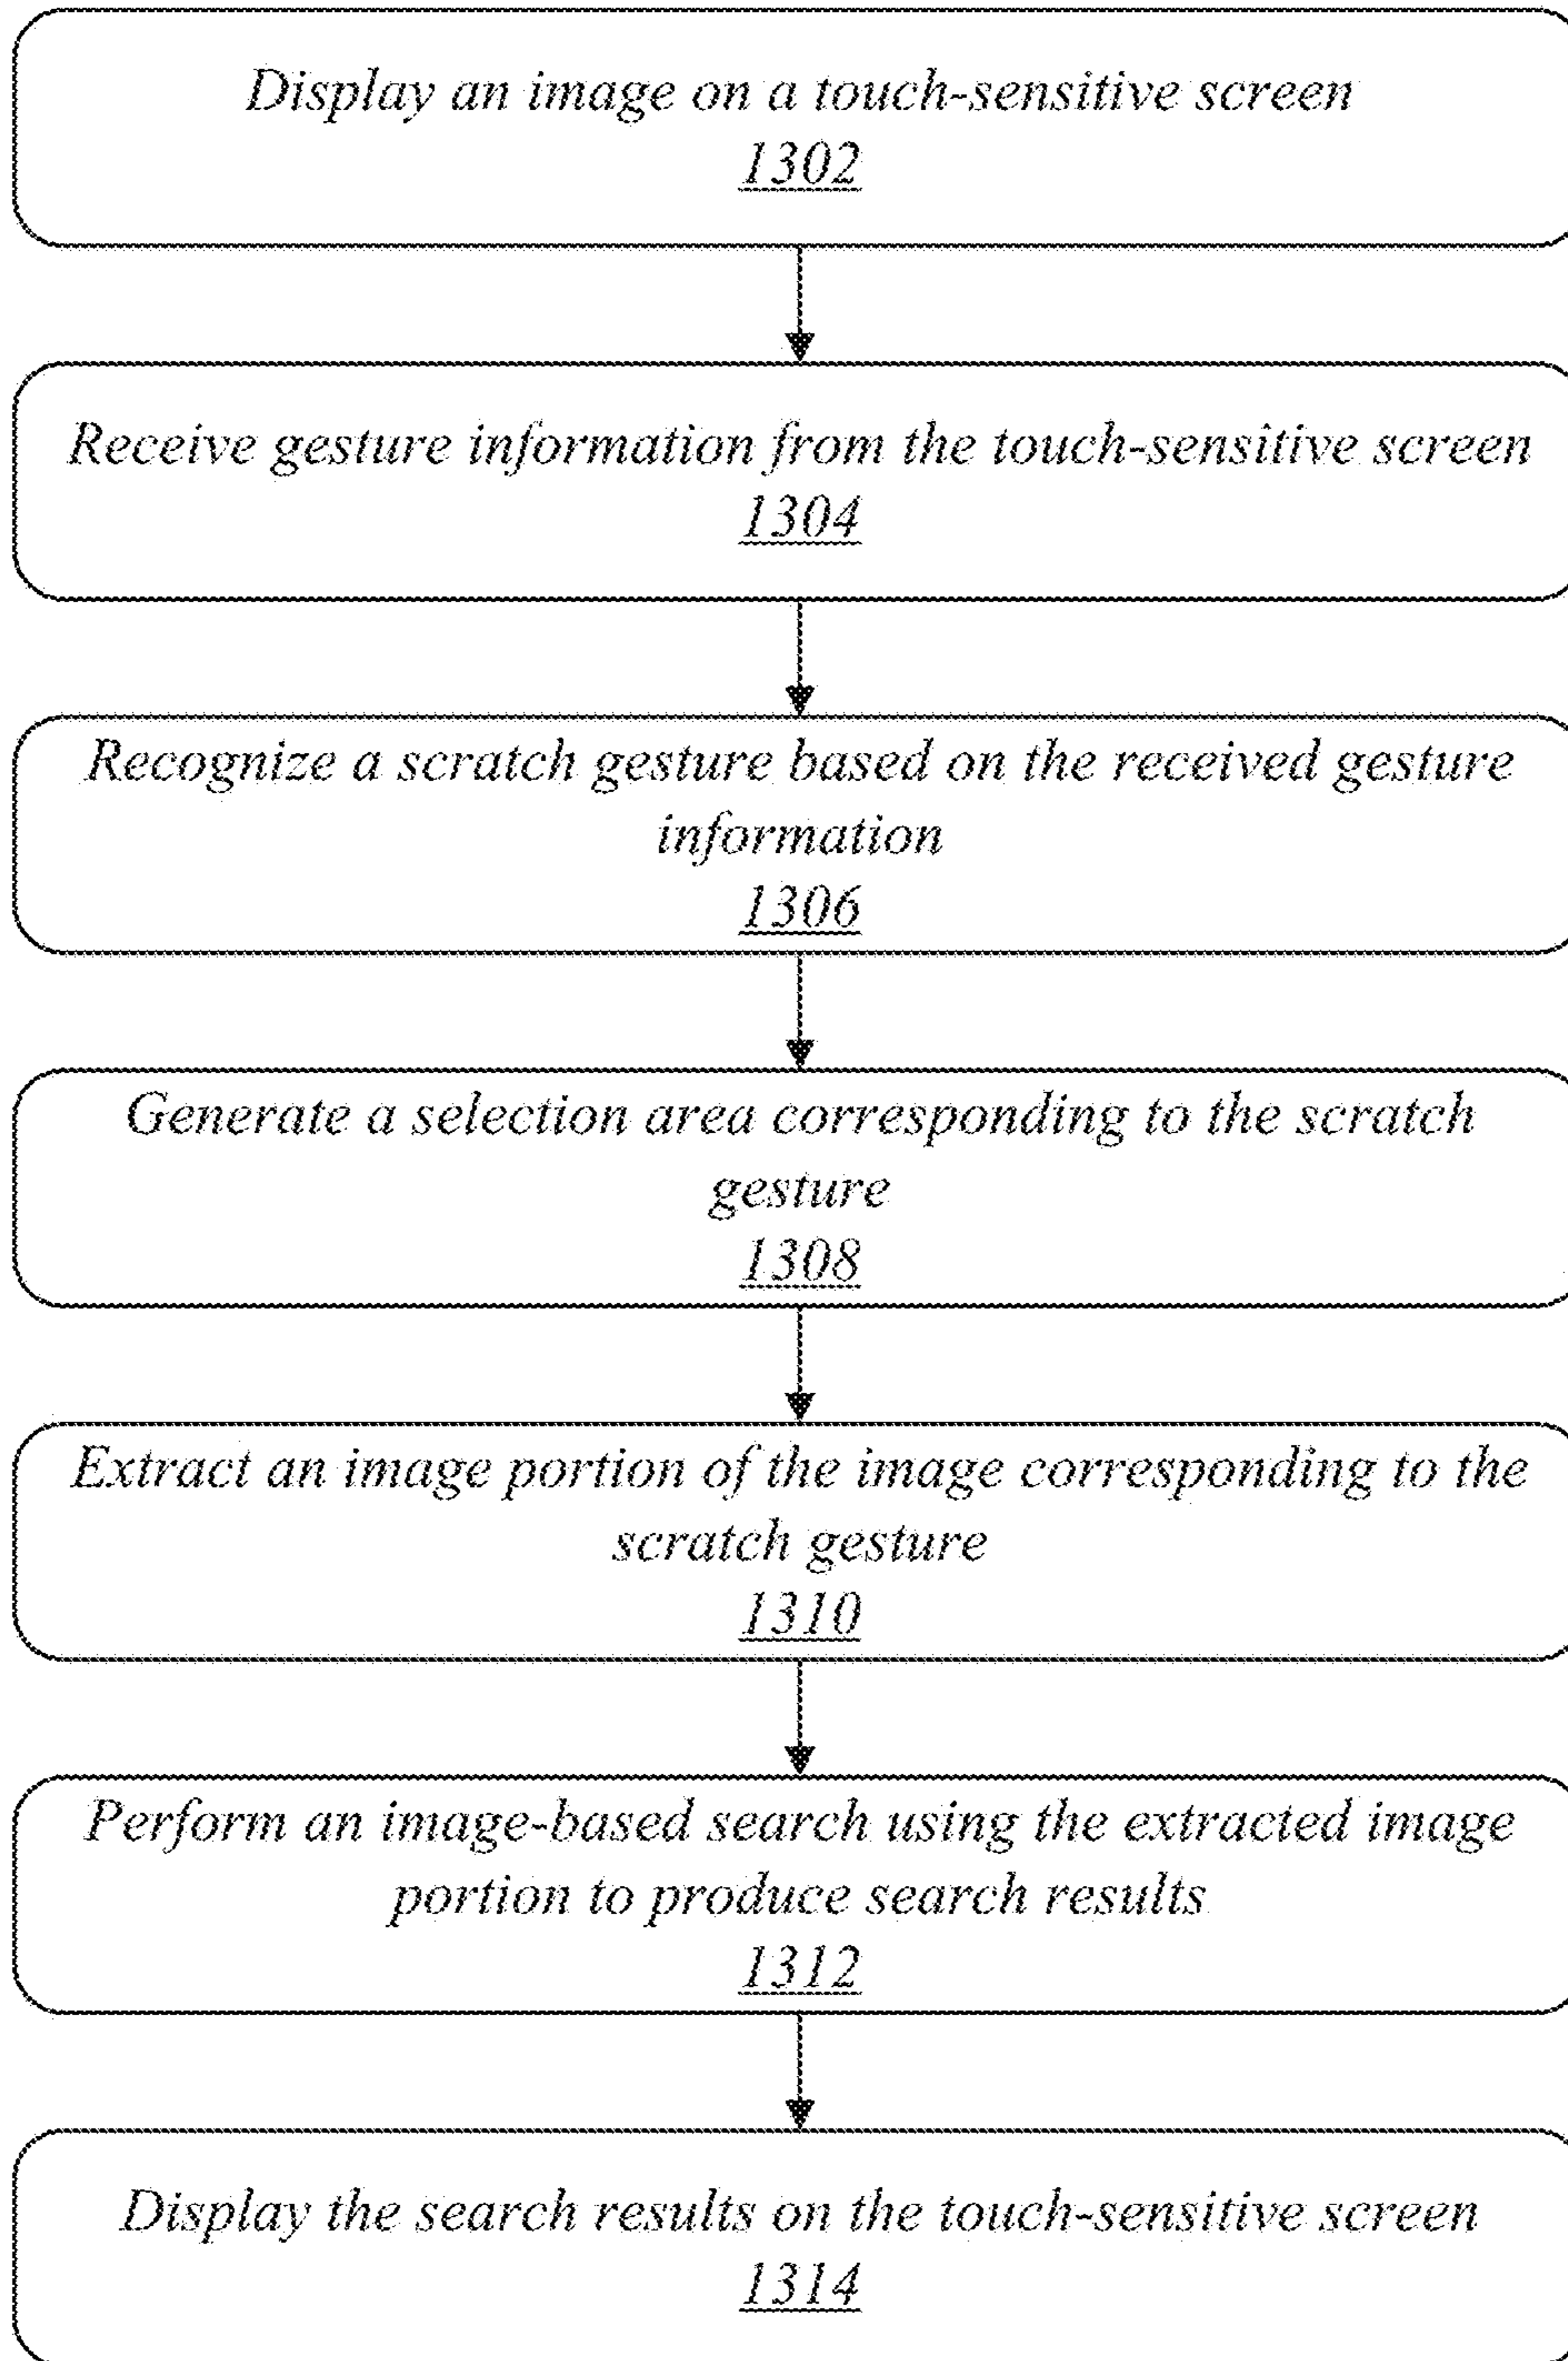 Display an image on a touch-sensitive screen
1302
Receive gesture information from the touch-sensitive screen
1304
Recognize a scratch gesture based on the received gesture
information
1306
Generate a selection area corresponding to the scratch
gesture
1308
Extract an image portion of the image corresponding to the
scratch gesture
1310
Perform an image-based search using the extracted image
portion to produce search results
1312
Display the search results on the touch-sensitive screen
1314